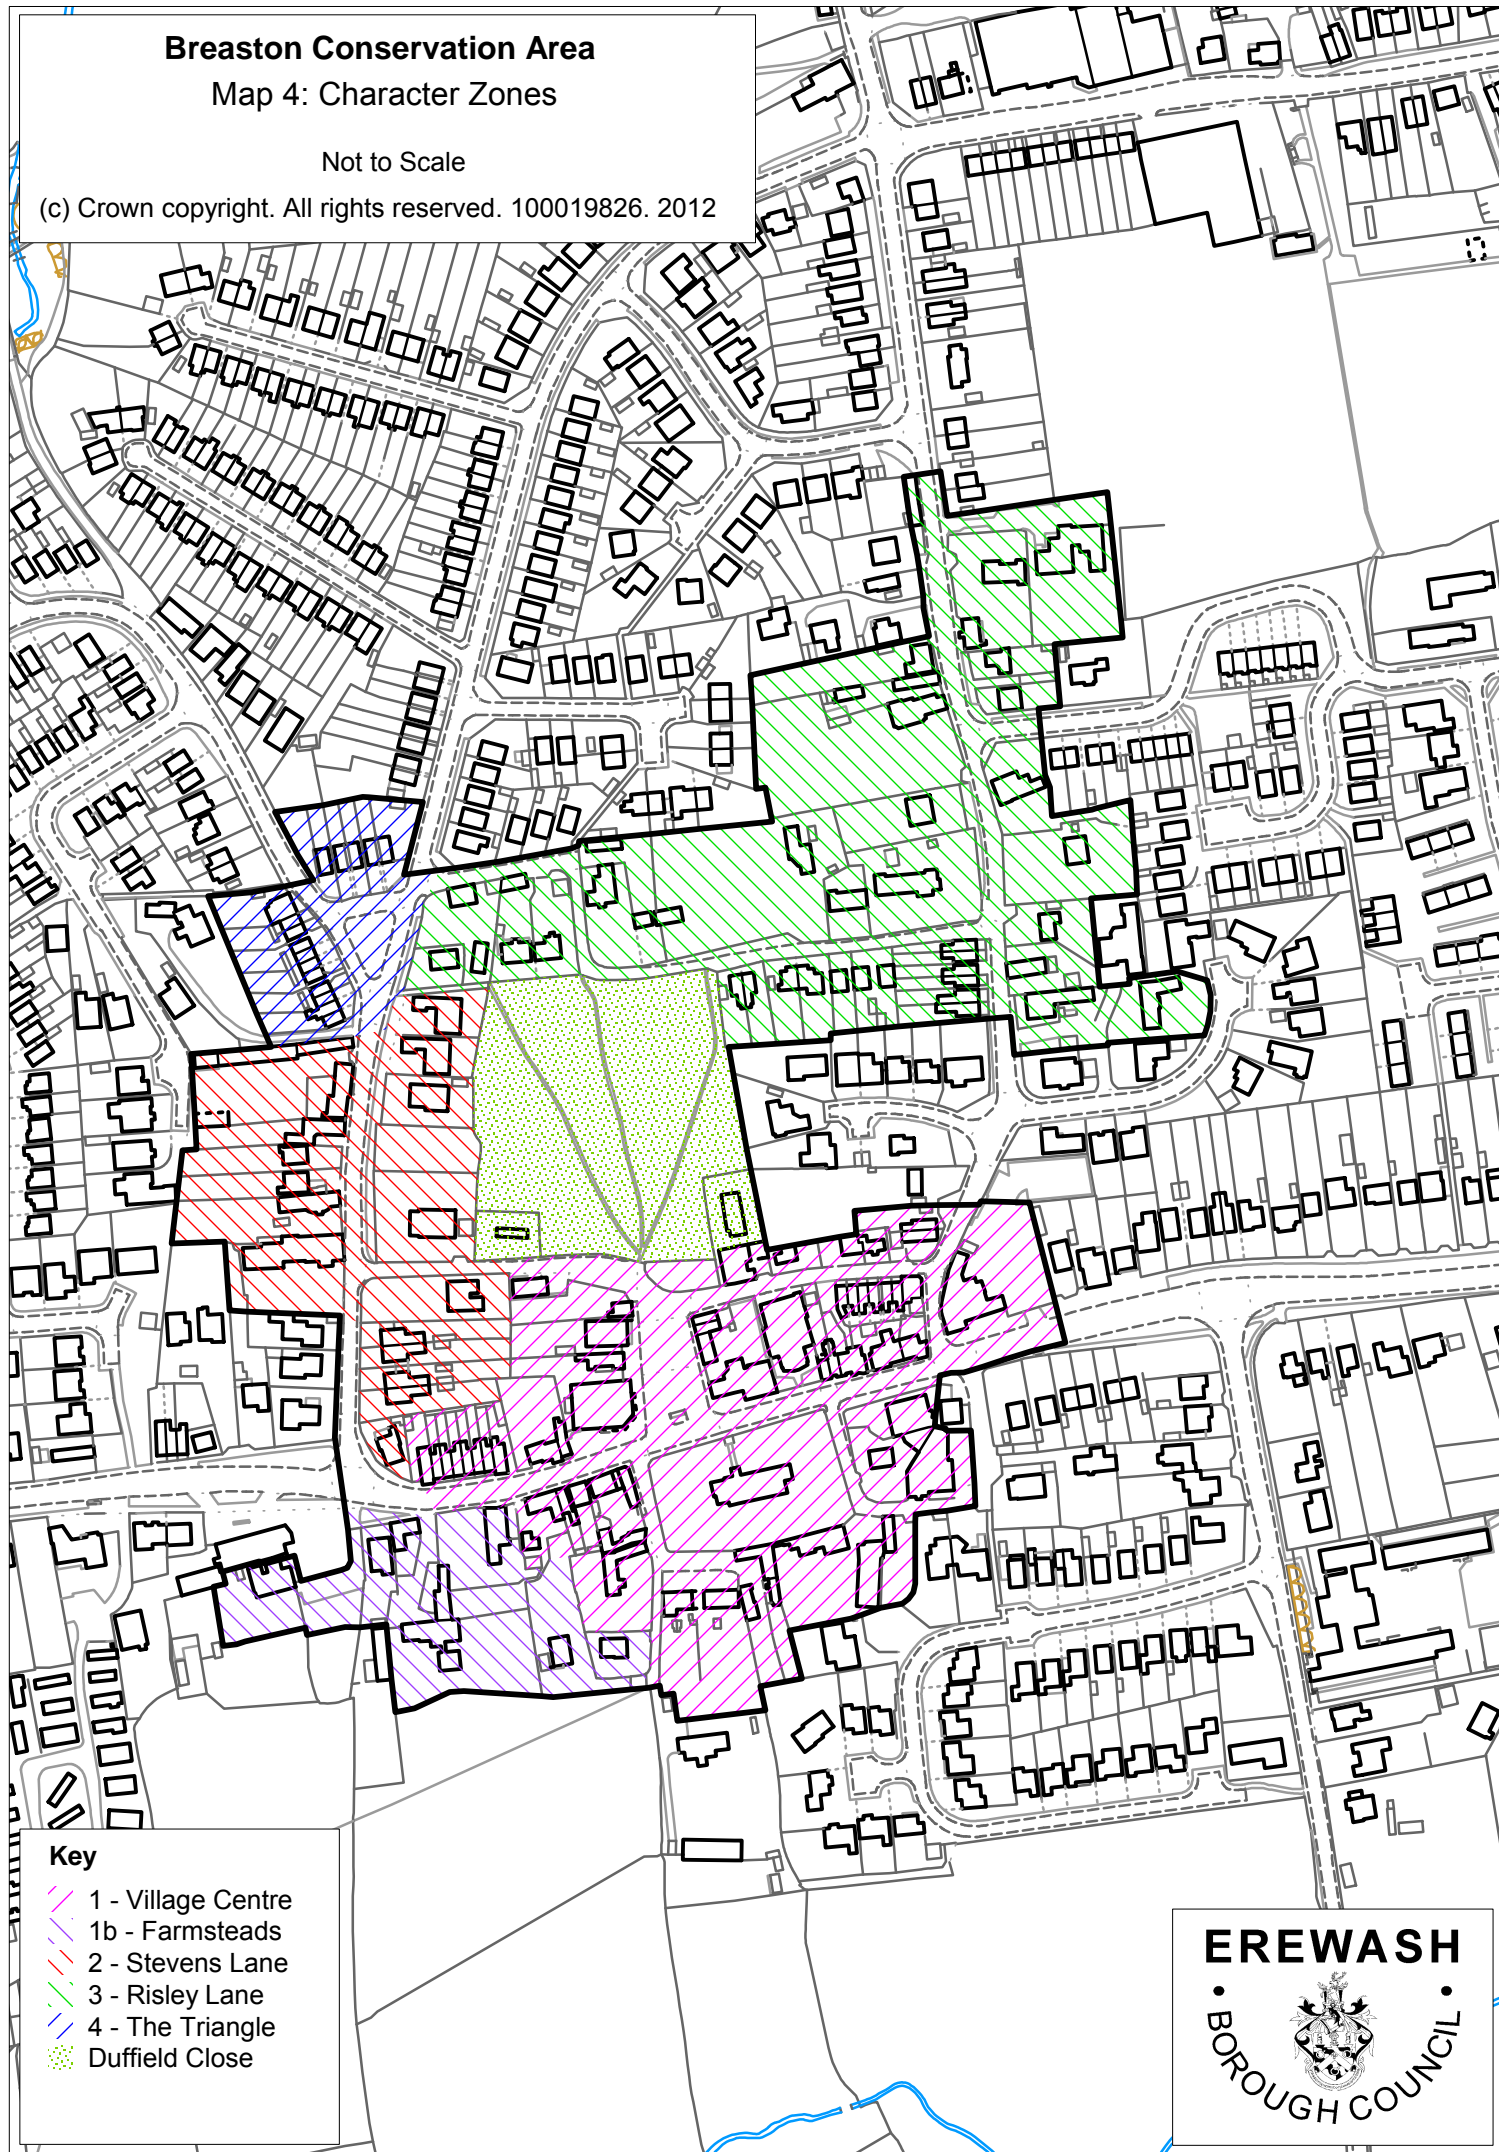 Breaston Conservation Area
Map 4: Character Zones
Not to Scale
(c) Crown copyright. All rights reserved. 100019826. 2012
Key
1 - Village Centre
1b - Farmsteads
2 - Stevens Lane
3 - Risley Lane
4 - The Triangle
Duffield Close
EREWASH
• BOROUGH COUNCIL •